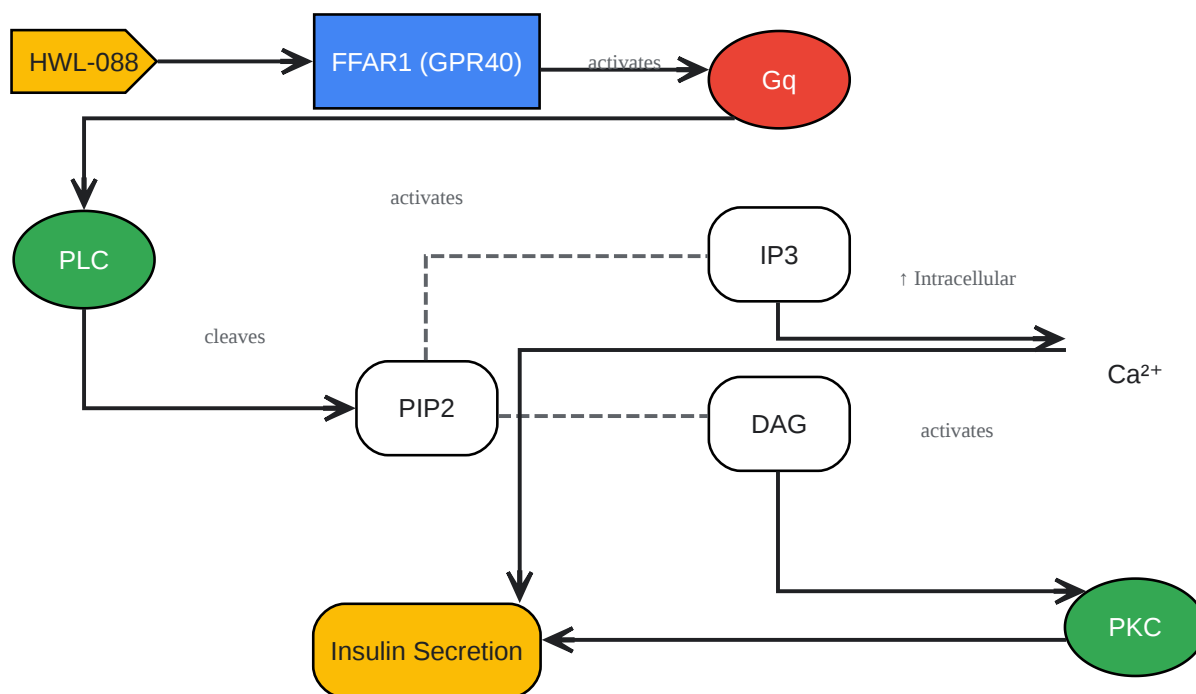 HWL-088
FFAR1 (GPR40)
activates
Gq
activates
PLC
IP3
↑ Intracellular
cleaves
Ca²⁺
PIP2
DAG
activates
PKC
Insulin Secretion